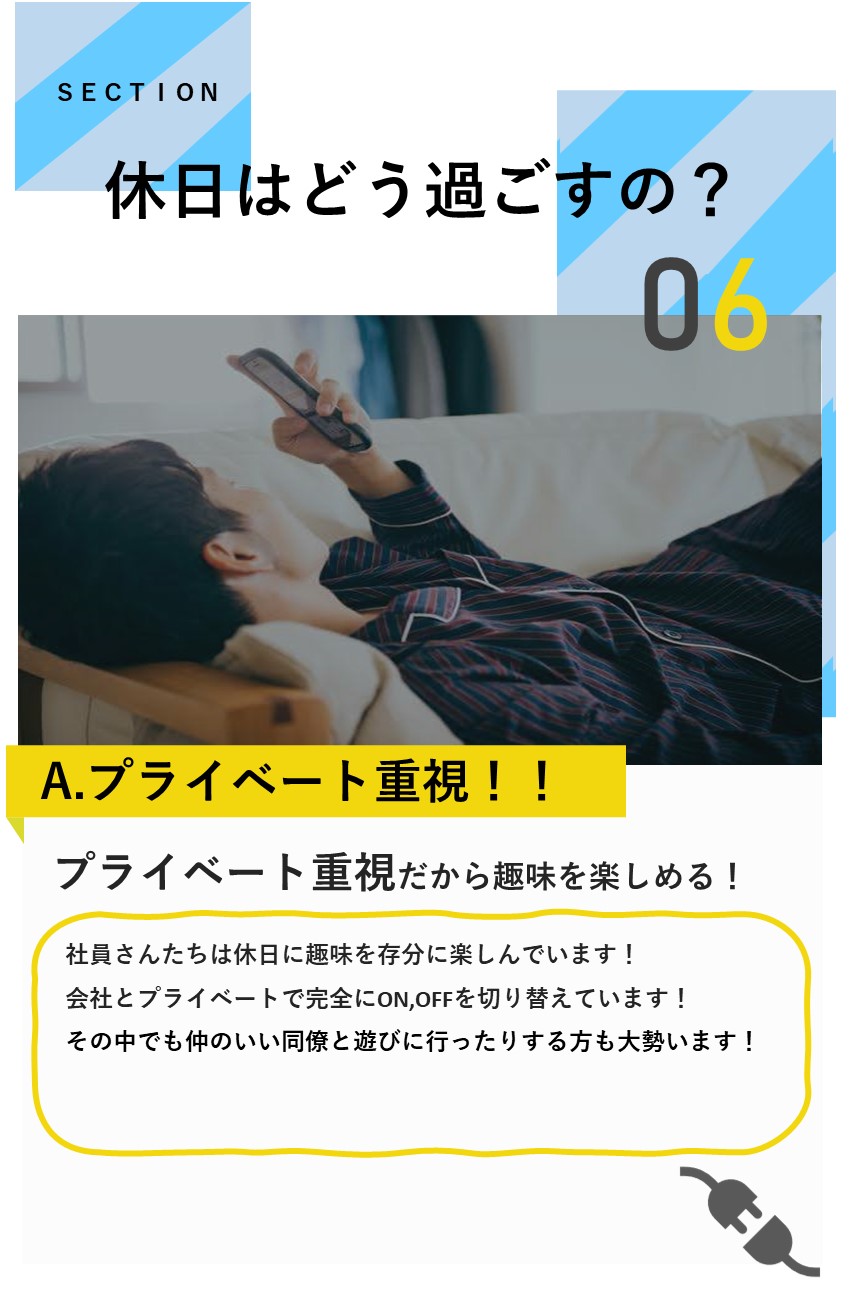 SECTION
休日はどう過ごすの？
06
A.プライベート重視！！
プライベート重視だから趣味を楽しめる！
社員さんたちは休日に趣味を存分に楽しんでいます！
会社とプライベートで完全にON,OFFを切り替えています！
その中でも仲のいい同僚と遊びに行ったりする方も大勢います！